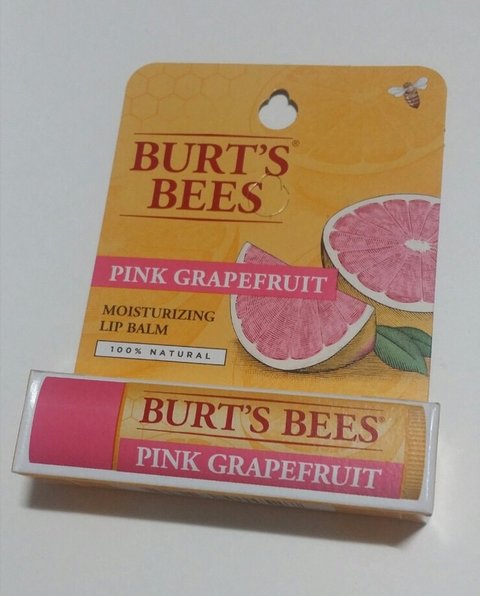 BURT'S
BEES®
PINK GRAPEFRUIT
MOISTURIZING
LIP BALM
100% NATURAL
BURT'S BEES®
PINK GRAPEFRUIT